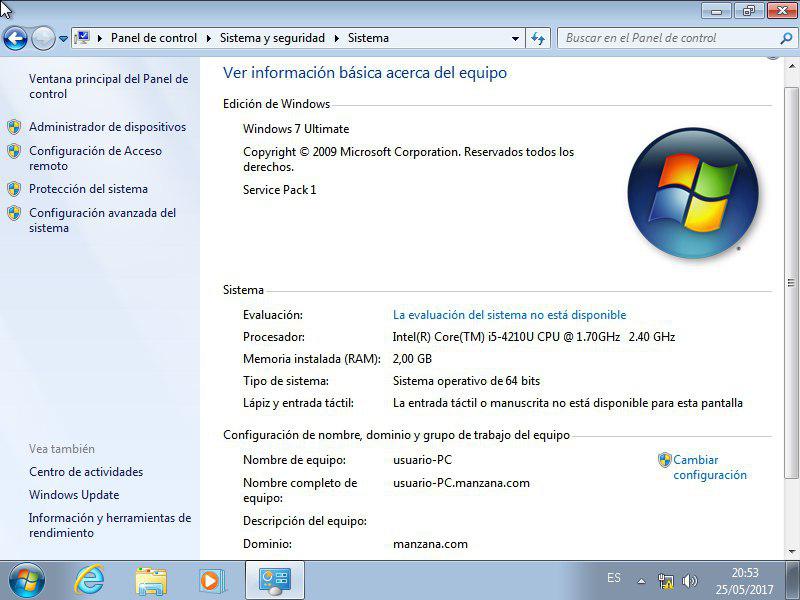 Panel de control
Sistema y seguridad
Sistema
Buscar en el Panel de control
Ventana principal del Panel de
control
Administrador de dispositivos
Configuración de Acceso
remoto
Protección del sistema
Configuración avanzada del
sistema
Vea también
Centro de actividades
Windows Update
Información y herramientas de
rendimiento
Ver información básica acerca del equipo
Edición de Windows
Windows 7 Ultimate
Copyright © 2009 Microsoft Corporation. Reservados todos los
derechos.
Service Pack 1
Sistema
Evaluación: La evaluación del sistema no está disponible
Procesador: Intel(R) Core(TM) i5-4210U CPU @ 1.70GHz 2.40 GHz
Memoria instalada (RAM): 2,00 GB
Tipo de sistema: Sistema operativo de 64 bits
Lápiz y entrada táctil: La entrada táctil o manuscrita no está disponible para esta pantalla
Configuración de nombre, dominio y grupo de trabajo del equipo
Nombre de equipo: usuario-PC
Cambiar
configuración
Nombre completo de
equipo: usuario-PC.manzana.com
Descripción del equipo:
Dominio: manzana.com
ES
20:53
25/05/2017